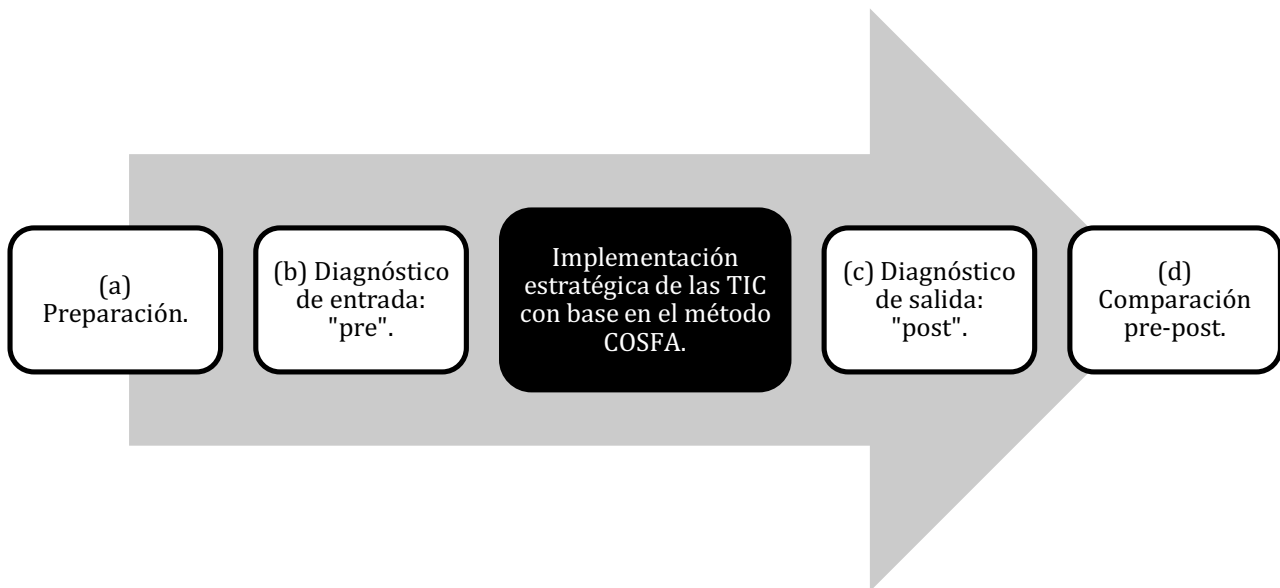 (a)
Preparación.
(b) Diagnóstico
de entrada:
"pre".
Implementación
estratégica de las TIC
con base en el método
COSFA.
(c) Diagnóstico
de salida:
"post".
(d)
Comparación
pre-post.